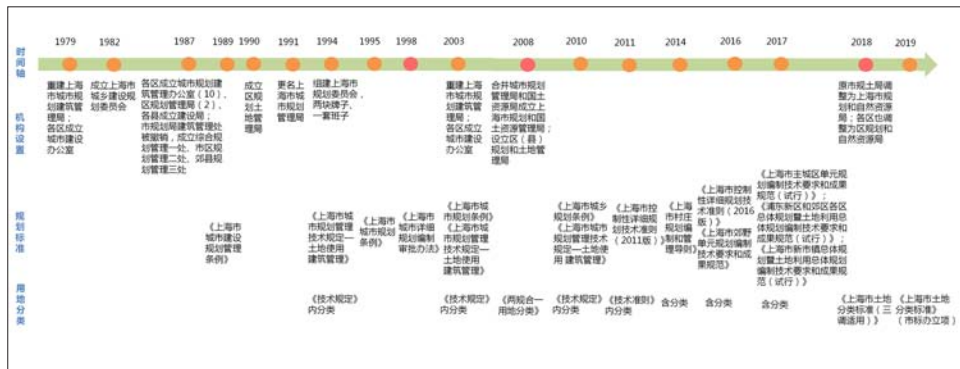 时间轴
1979 1982 1987 1989 1990 1991 1994 1995 1998 2003 2008 2010 2011 2014 2016 2017 2018 2019
机构设置
重建上
海市城市规
划建筑管
理局；
各区成立
城市建设
办公室
成立上海市
城乡建设规
划委员会
各区成立城市规划建
筑管理办公室（10）、
区规划管理局（2），
各县成立建设局；
市规划局建筑管理处
被撤销，成立综合规
划管理一处、市区规
划管理二处、郊县规
划管理三处
成立
区规
划土地
管理局
更名上
海市城
市规划
管理局
组建上海市
规划委员会，
两块牌子，
一套班子
重建上
海市城市规
划建筑管
理局；
各区成立
城市建设
办公室
合并城市规划
管理局和国土
资源局成立上
海市规划和国
土资源管理局；
设立区（县）
规划和土地管
理局
原市规土局调
整为上海市规
划和自然资源
局；各区也调
整为区规划和
自然资源局
规划标准
《上海市
城市建设
规划管理
条例》
《上海市城
市规划管理
技术规定—
土地使用
建筑管理》
《上海市
城市规划
条例》
《上海市
城市详细
规划编制
审批办法》
《上海市城
市规划条例》
《上海市城
市规划管理
技术规定—
土地使用
建筑管理》
《上海市城乡
规划条例》
《上海市城市
规划管理技术
规定—土地使
用 建筑管理》
《上海市控
制性详细规
划技术准则
（2011版）》
《上海
市村庄
规划编
制和管
理导则》
《上海市控制
性详细规划技
术准则（2016
版）》
《上海市郊野
单元规划编制
技术要求和成
果规范》
《上海市主城区单元规
划编制技术要求和成果
规范（试行）》；
《浦东新区和郊区各区
总体规划暨土地利用总
体规划编制技术要求和
成果规范（试行）》；
《上海市新市镇总体规
划暨土地利用总体规划
编制技术要求和成果规
范（试行）》
用地分类
《技术规定》
内分类
《技术规定》
内分类
《两规合一
用地分类》
《技术规定》
内分类
《技术准则》
内分类
含分类
含分类
含分类
《上海市土地
分类标准（三
调适用）》
《上海市土地
分类标准》
（市标办立项）